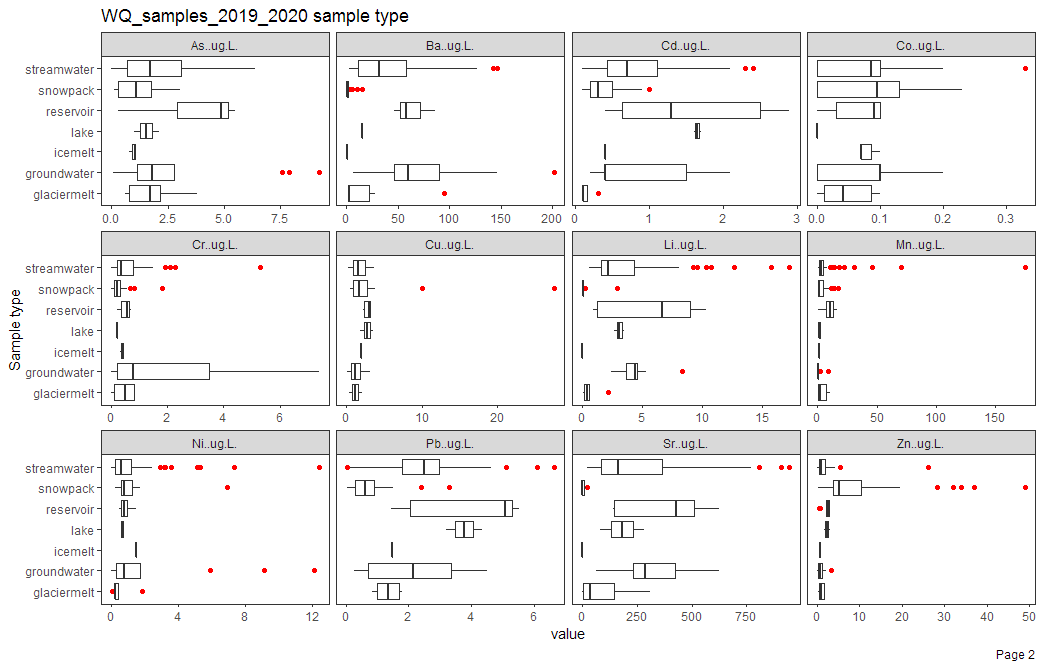 WQ_samples_2019_2020 sample type
As..ug.L. Ba..ug.L. Cd..ug.L. Co..ug.L.
streamwater
snowpack
reservoir
lake
icemelt
groundwater
glaciermelt
0.0 2.5 5.0 7.5 0 50 100 150 200 0 1 2 3 0.0 0.1 0.2 0.3
Cr..ug.L. Cu..ug.L. Li..ug.L. Mn..ug.L.
streamwater
snowpack
reservoir
lake
icemelt
groundwater
glaciermelt
0 2 4 6 0 10 20 0 5 10 15 0 50 100 150
Sample type
Ni..ug.L. Pb..ug.L. Sr..ug.L. Zn..ug.L.
streamwater
snowpack
reservoir
lake
icemelt
groundwater
glaciermelt
0 4 8 12 0 2 4 6 0 250 500 750 0 10 20 30 40 50
value
Page 2